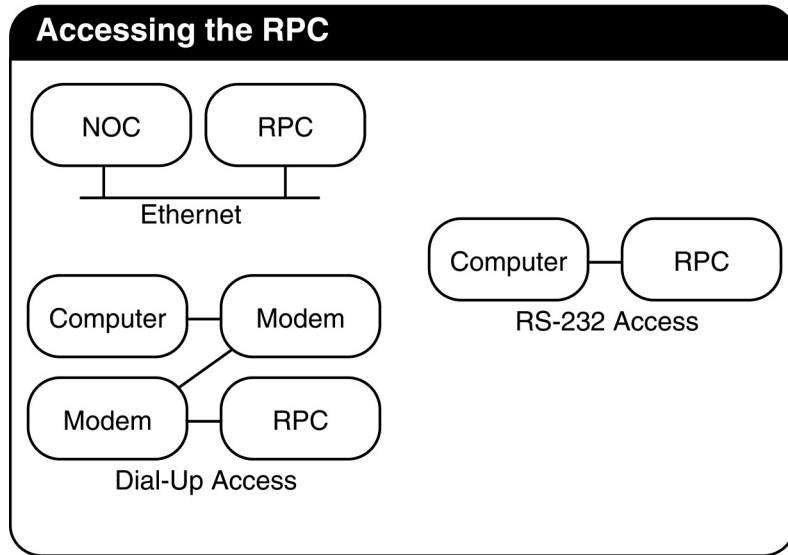 Accessing the RPC
NOC RPC
Ethernet
Computer Modem
Modem RPC
Dial-Up Access
Computer RPC
RS-232 Access